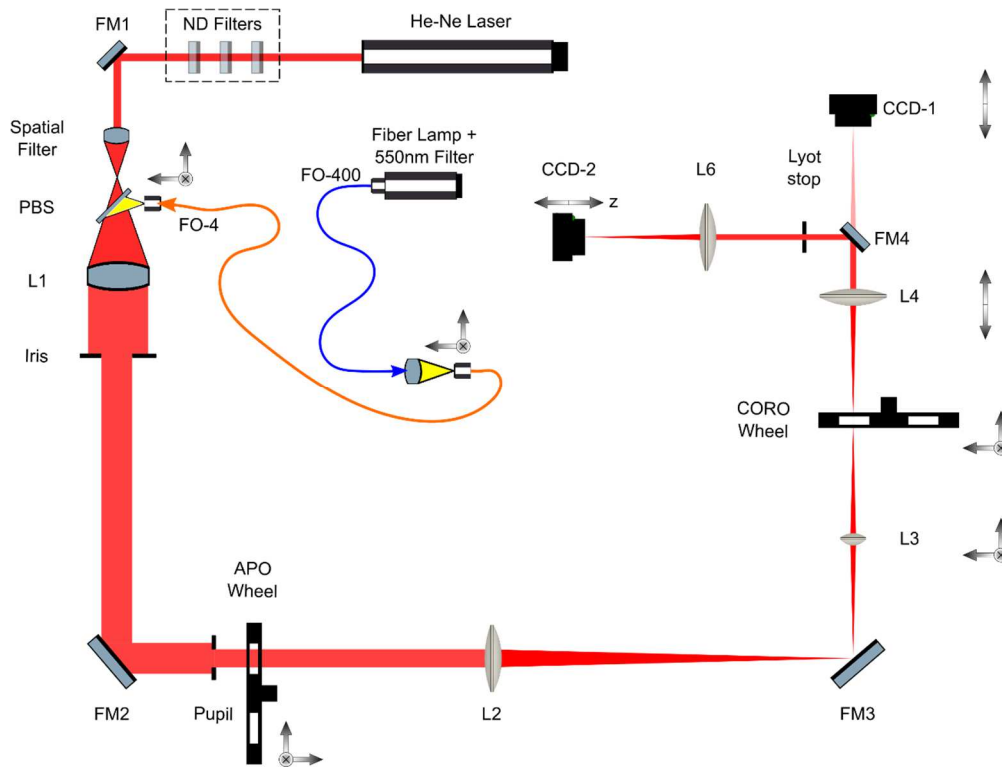 FM1
ND Filters
He-Ne Laser
Spatial
Filter
PBS
FO-4
FO-400
Fiber Lamp +
550nm Filter
L1
Iris
CCD-2
z
L6
Lyot
stop
CCD-1
FM4
L4
CORO
Wheel
L3
APO
Wheel
FM2
Pupil
L2
FM3